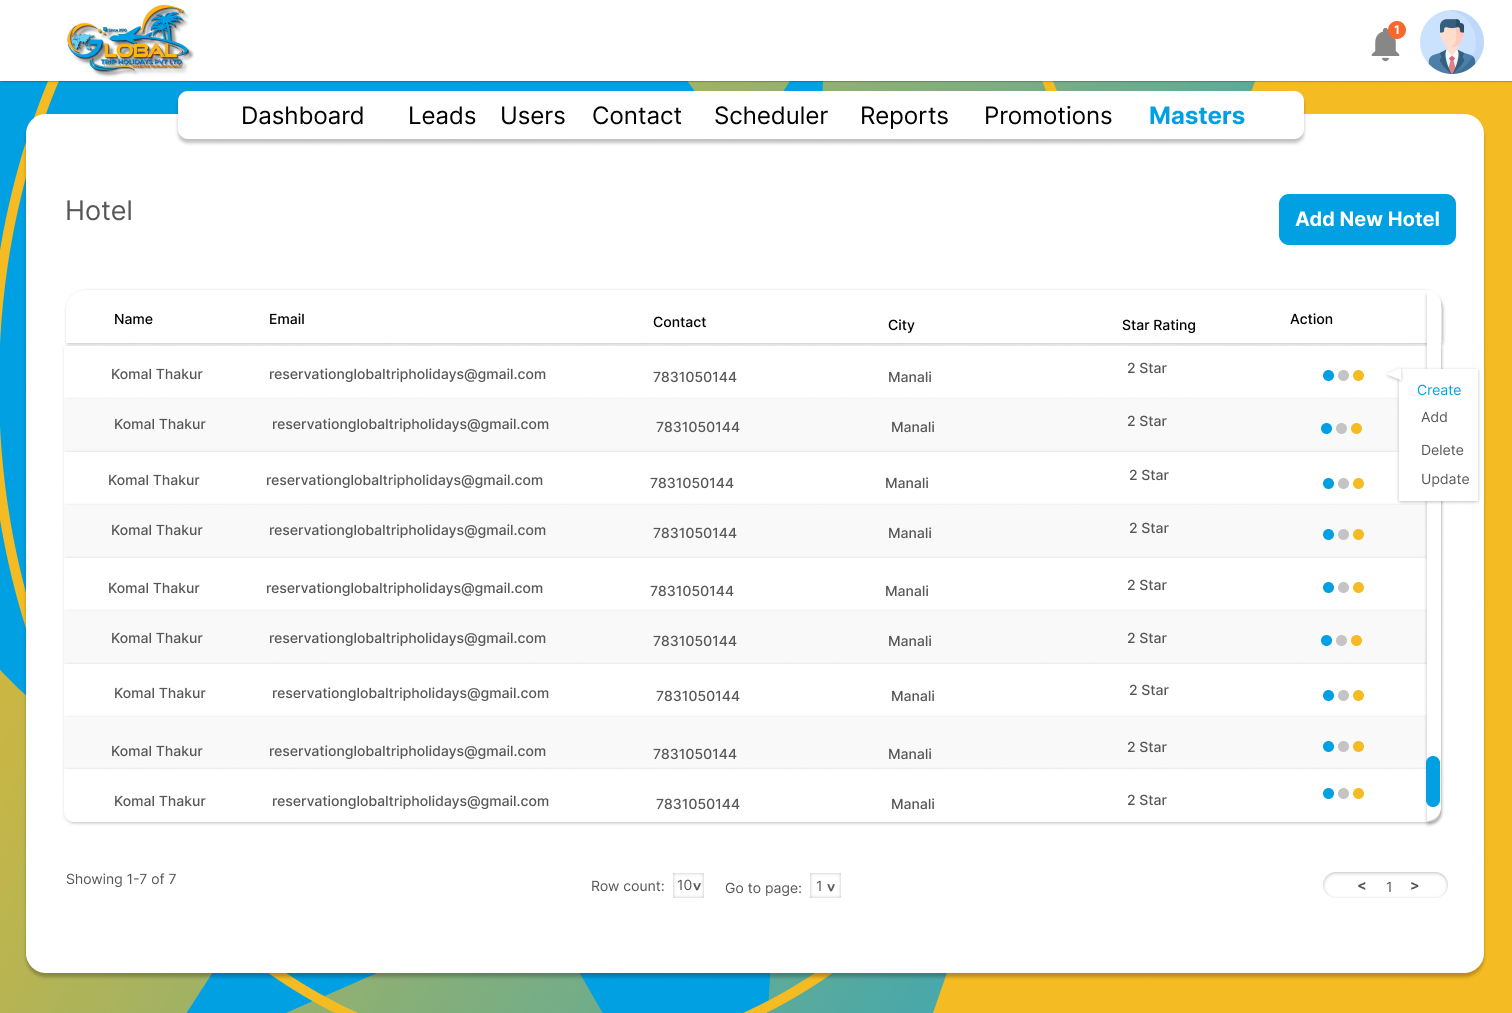 GLOBAL
TRIP HOLIDAYS PVT LTD
1
Dashboard Leads Users Contact Scheduler Reports Promotions Masters
Hotel
Add New Hotel
Name Email Contact City Star Rating Action
Komal Thakur reservationglobaltripholidays@gmail.com 7831050144 Manali 2 Star
Create
Add
Komal Thakur reservationglobaltripholidays@gmail.com 7831050144 Manali 2 Star
Delete
Update
Komal Thakur reservationglobaltripholidays@gmail.com 7831050144 Manali 2 Star
Komal Thakur reservationglobaltripholidays@gmail.com 7831050144 Manali 2 Star
Komal Thakur reservationglobaltripholidays@gmail.com 7831050144 Manali 2 Star
Komal Thakur reservationglobaltripholidays@gmail.com 7831050144 Manali 2 Star
Komal Thakur reservationglobaltripholidays@gmail.com 7831050144 Manali 2 Star
Komal Thakur reservationglobaltripholidays@gmail.com 7831050144 Manali 2 Star
Komal Thakur reservationglobaltripholidays@gmail.com 7831050144 Manali 2 Star
Showing 1-7 of 7 Row count: 10 v Go to page: 1 v < 1 >